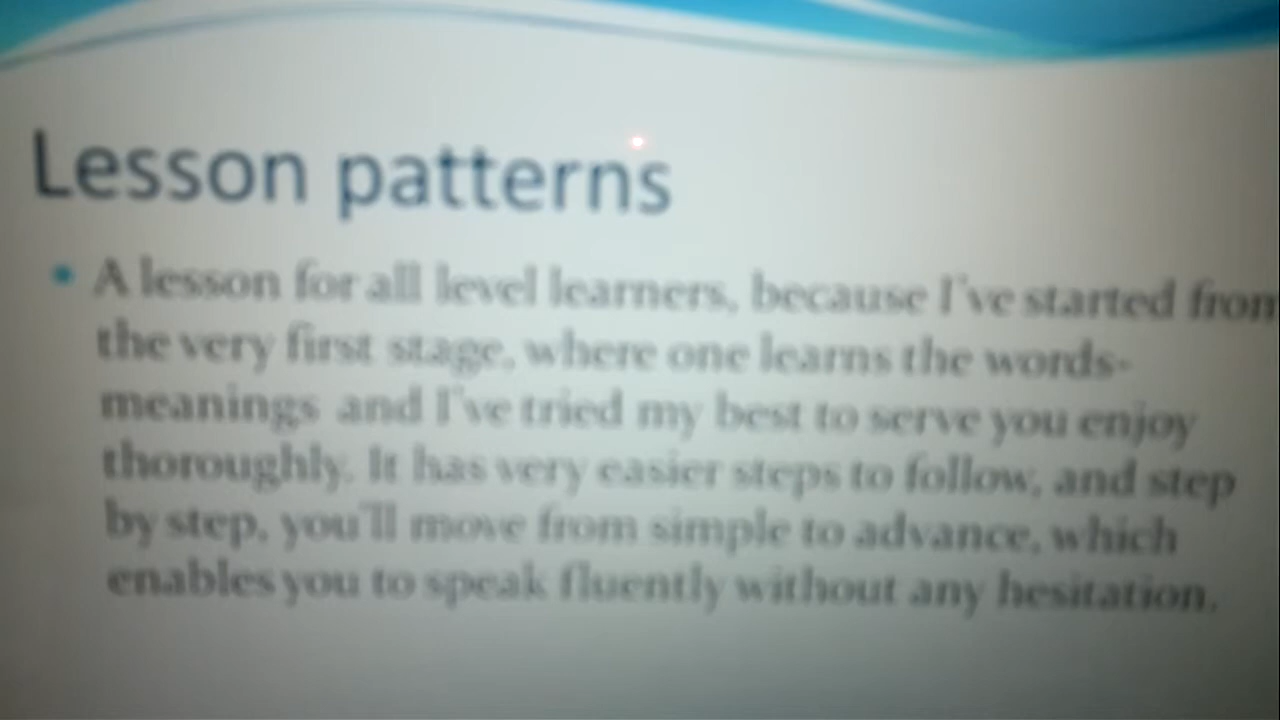 Lesson patterns
• A lesson for all level learners, because I've started from
the very first stage, where one learns the words-
meanings and I've tried my best to serve you enjoy
thoroughly. It has very easier steps to follow, and step
by step, you'll move from simple to advance, which
enables you to speak fluently without any hesitation.